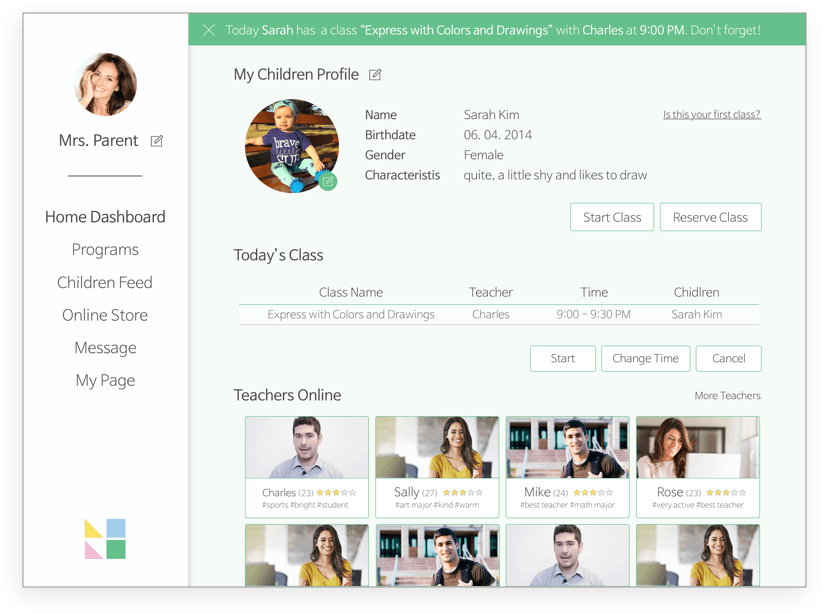 Today Sarah has a class “Express with Colors and Drawings” with Charles at 9:00 PM. Don't forget!
Mrs. Parent
Home Dashboard
Programs
Children Feed
Online Store
Message
My Page
My Children Profile
Name Sarah Kim
Is this your first class?
Birthdate 06. 04. 2014
Gender Female
Characteristis quite, a little shy and likes to draw
brave
Start Class Reserve Class
Today's Class
Class Name Teacher Time Chidlren
Express with Colors and Drawings Charles 9:00 - 9:30 PM Sarah Kim
Start Change Time Cancel
Teachers Online More Teachers
Charles (23) Sally (27) Mike (24) Rose (23)
#sports #bright #student #art major #kind #warm #best teacher #math major #very active #best teacher